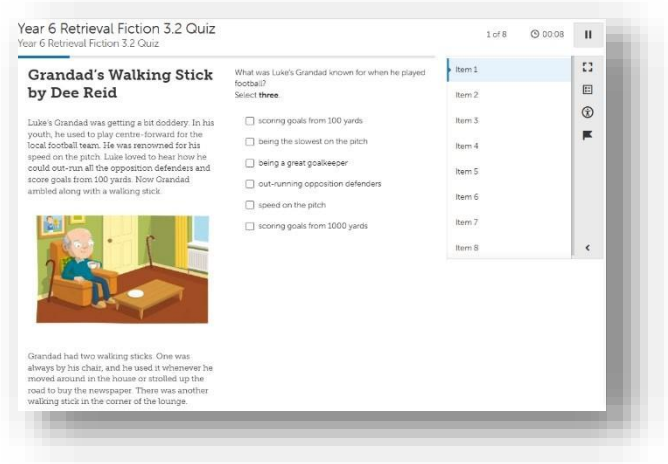 Year 6 Retrieval Fiction 3.2 Quiz
Year 6 Retrieval Fiction 3.2 Quiz
1 of 8
00:08
Grandad's Walking Stick
by Dee Reid
Luke's Grandad was getting a bit doddery. In his
youth, he used to play centre-forward for the
local football team. He was renowned for his
speed on the pitch. Luke loved to hear how he
could out-run all the opposition defenders and
score goals from 100 yards. Now Grandad
ambled along with a walking stick.
Grandad had two walking sticks. One was
always by his chair, and he used it whenever he
moved around in the house or strolled up the
road to buy the newspaper. There was another
walking stick in the corner of the lounge.
What was Luke's Grandad known for when he played
football?
Select three.
scoring goals from 100 yards
being the slowest on the pitch
being a great goalkeeper
out-running opposition defenders
speed on the pitch
scoring goals from 1000 yards
Item 1
Item 2
Item 3
Item 4
Item 5
Item 6
Item 7
Item 8